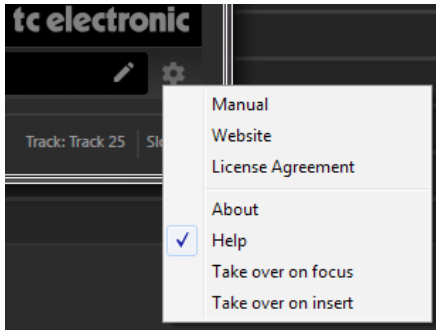 tc electronic
Track: Track 25
Manual
Website
License Agreement
About
Help
Take over on focus
Take over on insert